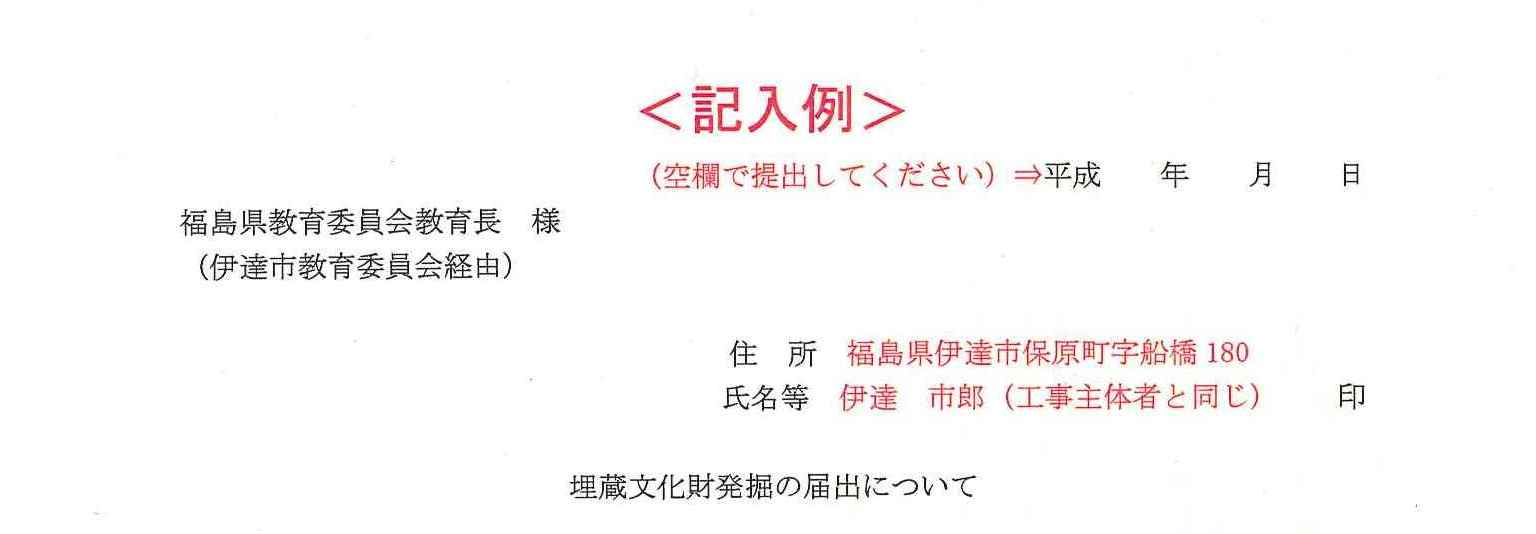 ＜記入例＞
（空欄で提出してください）⇒平成　　年　　月　　日
福島県教育委員会教育長　様
（伊達市教育委員会経由）
住　所　福島県伊達市保原町字船橋 180
氏名等　伊達　市郎（工事主体者と同じ）　　印
埋蔵文化財発掘の届出について